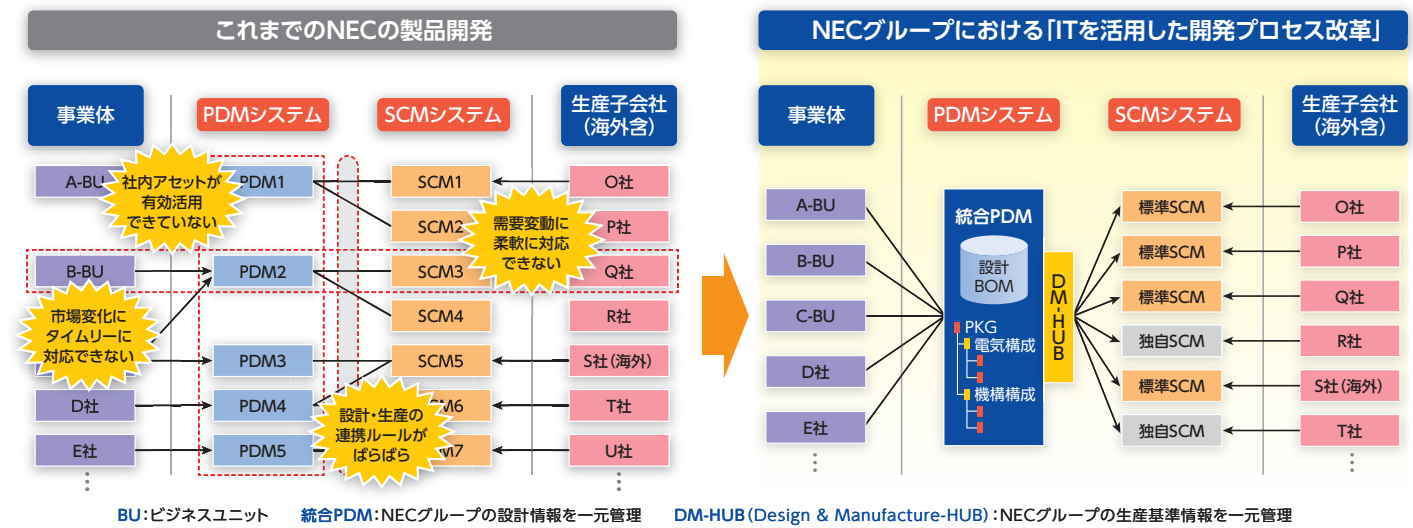 これまでのNECの製品開発
事業体
PDMシステム
SCMシステム
生産子会社
(海外含)
A-BU
社内アセットが
有効活用
できていない
PDM1
SCM1
O社
SCM2
P社
需要変動に
柔軟に対応
できない
B-BU
PDM2
SCM3
Q社
市場変化に
タイムリーに
対応できない
SCM4
R社
PDM3
SCM5
S社(海外)
D社
PDM4
設計・生産の
連携ルールが
ばらばら
M6
T社
E社
PDM5
M7
U社
NECグループにおける「ITを活用した開発プロセス改革」
事業体
PDMシステム
SCMシステム
生産子会社
(海外含)
A-BU
B-BU
C-BU
D社
E社
統合PDM
設計
BOM
PKG
電気構成
機構構成
DM-HUB
標準SCM
O社
標準SCM
P社
標準SCM
Q社
独自SCM
R社
標準SCM
S社(海外)
独自SCM
T社
BU:ビジネスユニット 統合PDM:NECグループの設計情報を一元管理 DM-HUB(Design & Manufacture-HUB):NECグループの生産基準情報を一元管理